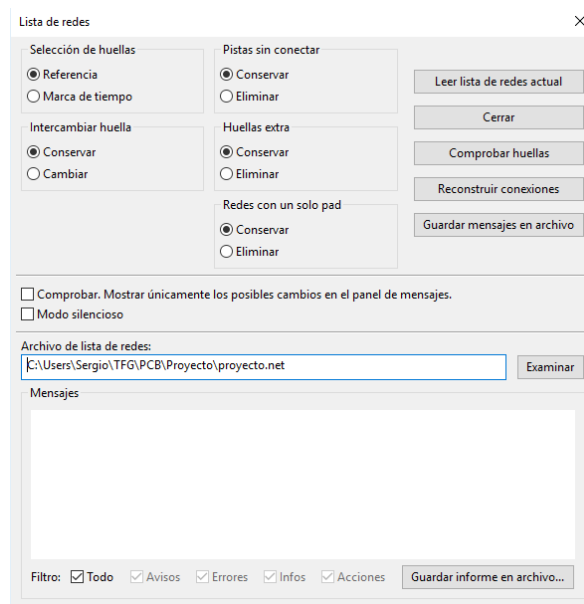 Lista de redes
Selección de huellas
Referencia
Marca de tiempo
Intercambiar huella
Conservar
Cambiar
Pistas sin conectar
Conservar
Eliminar
Huellas extra
Conservar
Eliminar
Redes con un solo pad
Conservar
Eliminar
Leer lista de redes actual
Cerrar
Comprobar huellas
Reconstruir conexiones
Guardar mensajes en archivo
Comprobar. Mostrar únicamente los posibles cambios en el panel de mensajes.
Modo silencioso
Archivo de lista de redes:
C:\Users\Sergio\TFG\PCB\Proyecto\proyecto.net
Examinar
Mensajes
Filtro: Todo Avisos Errores Infos Acciones Guardar informe en archivo...